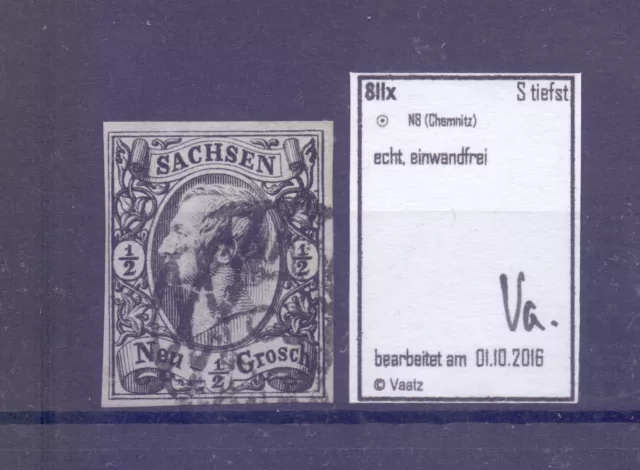 SACHSEN
½ ½
Neu ½ Grosch
8IIx S tiefst
N8 (Chemnitz)
echt, einwandfrei
Va.
bearbeitet am 01.10.2016
© Vaatz